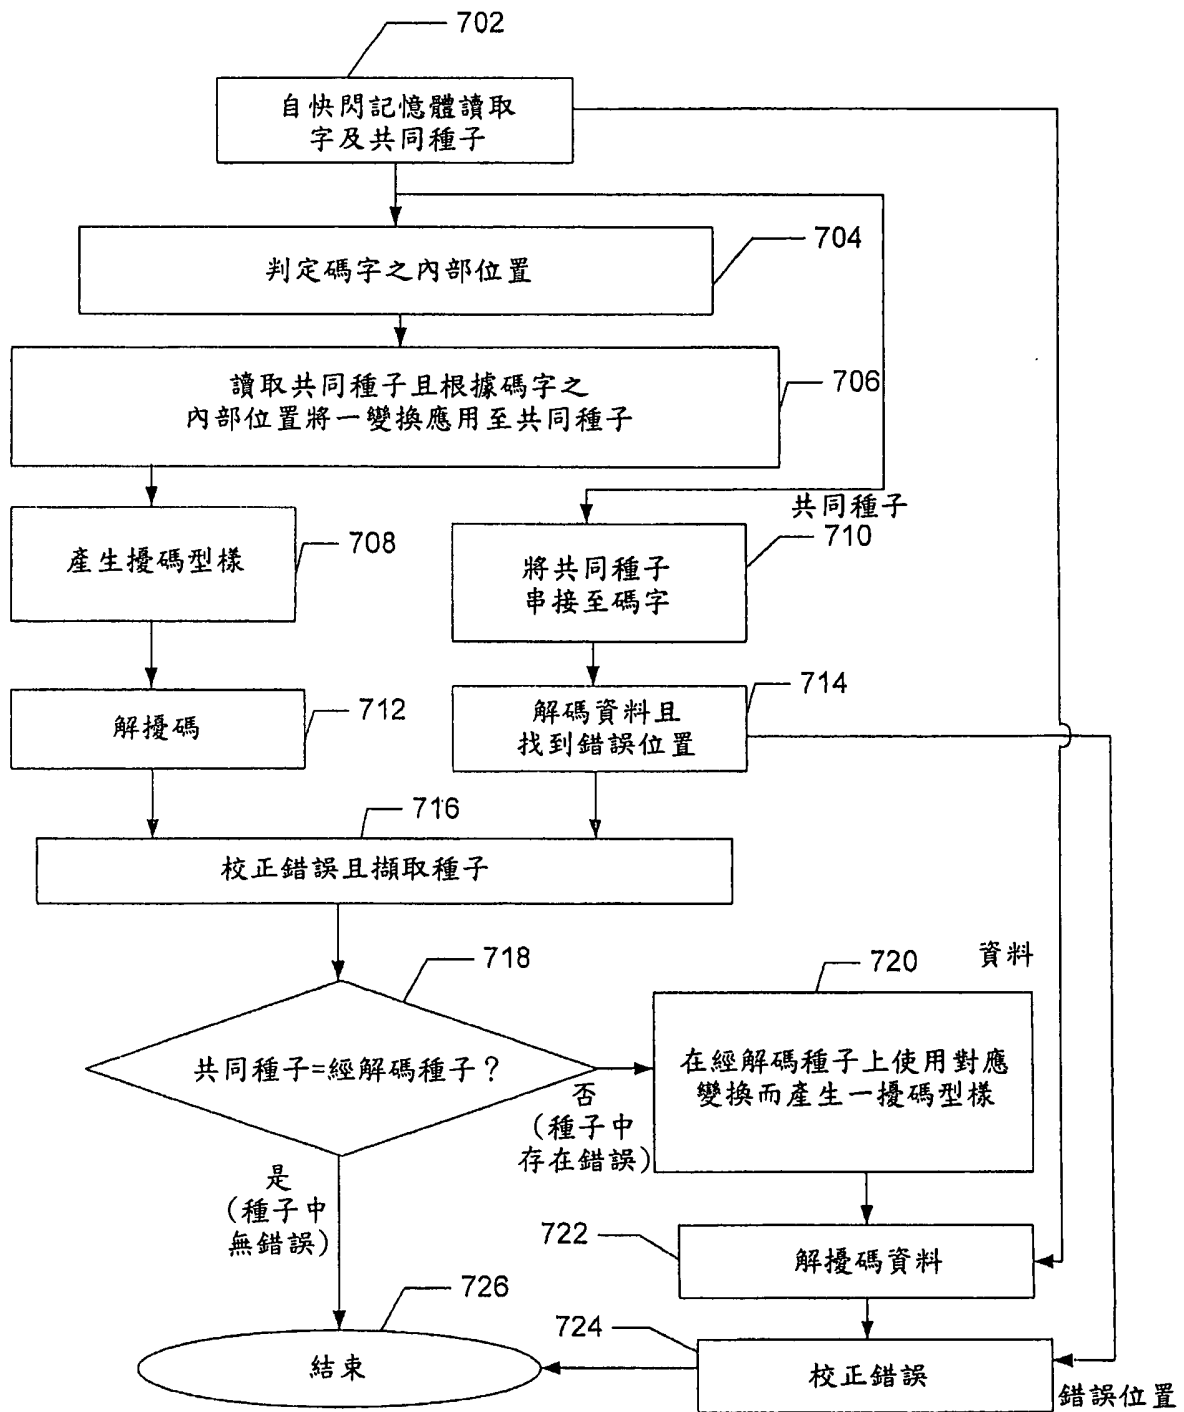 702
自快閃記憶體讀取
字及共同種子
704
判定碼字之內部位置
706
讀取共同種子且根據碼字之
內部位置將一變換應用至共同種子
共同種子
708
產生擾碼型樣
710
將共同種子
串接至碼字
712
解擾碼
714
解碼資料且
找到錯誤位置
716
校正錯誤且擷取種子
718
共同種子=經解碼種子？
否
（種子中
存在錯誤）
是
（種子中
無錯誤）
720
資料
在經解碼種子上使用對應
變換而產生一擾碼型樣
722
解擾碼資料
724
校正錯誤
錯誤位置
726
結束